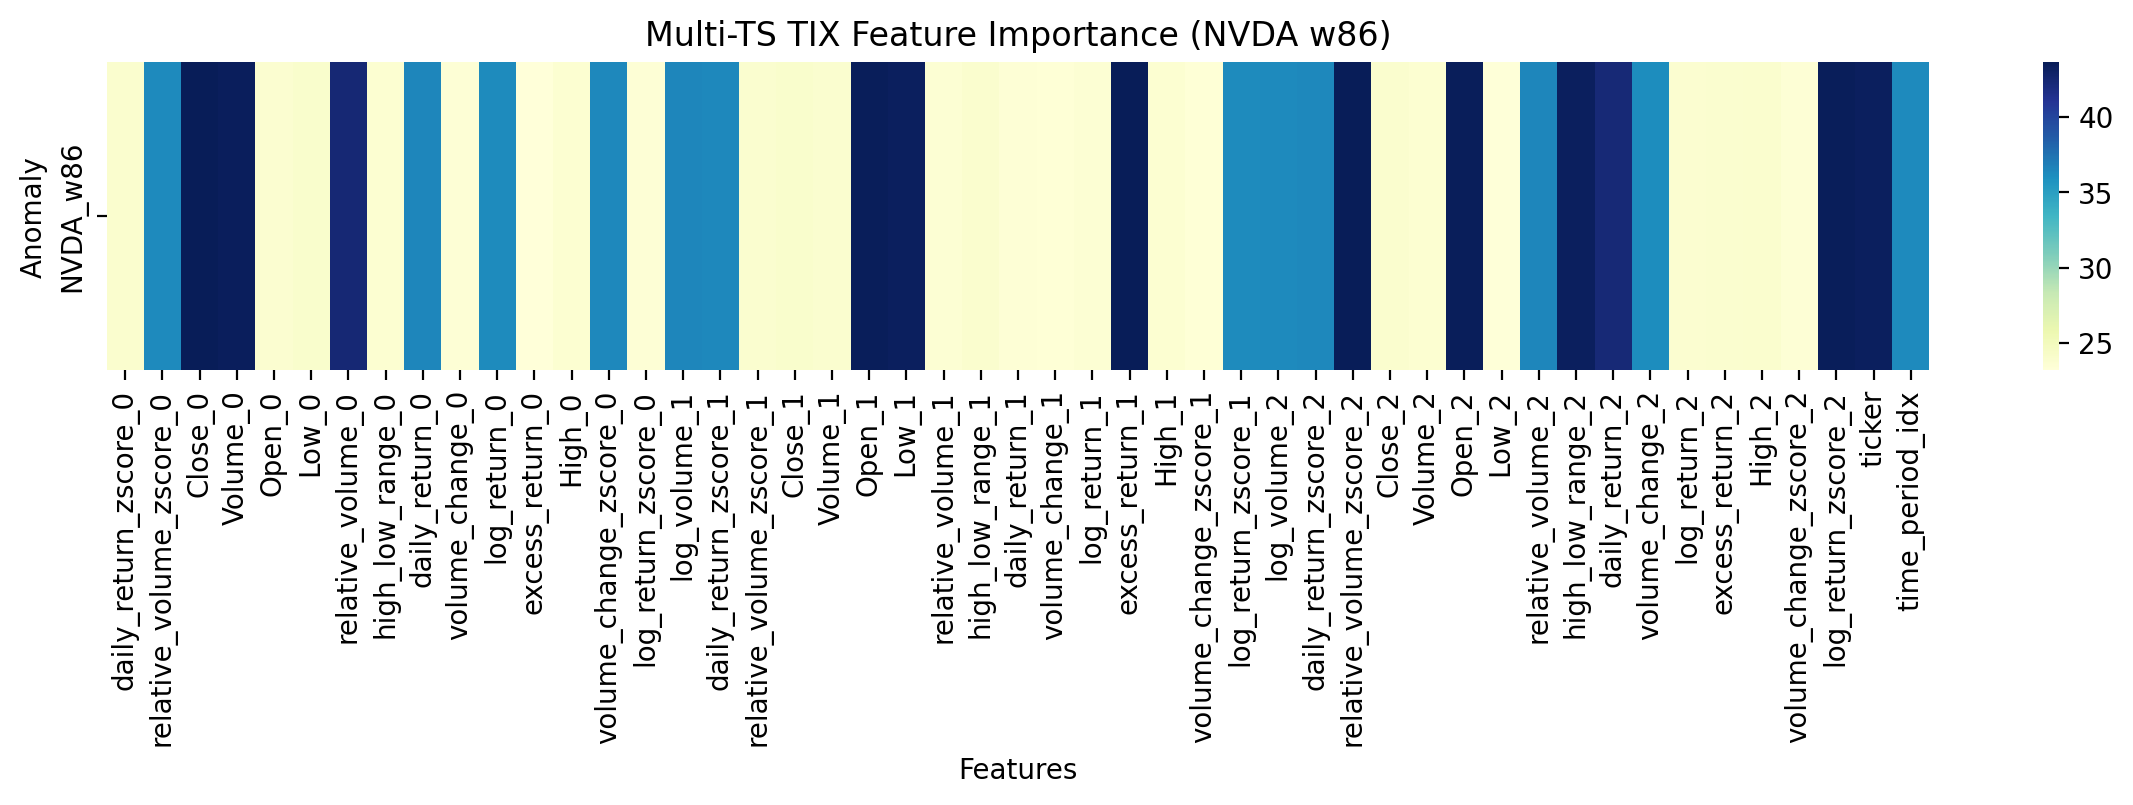 Multi-TS TIX Feature Importance (NVDA w86)
Anomaly
NVDA_w86
daily_return_zscore_0
relative_volume_zscore_0
Close_0
Volume_0
Open_0
Low_0
relative_volume_0
high_low_range_0
daily_return_0
volume_change_0
log_return_0
excess_return_0
High_0
volume_change_zscore_0
log_return_zscore_0
log_volume_1
daily_return_zscore_1
relative_volume_zscore_1
Close_1
Volume_1
Open_1
Low_1
relative_volume_1
high_low_range_1
daily_return_1
volume_change_1
log_return_1
excess_return_1
High_1
volume_change_zscore_1
log_return_zscore_1
log_volume_2
daily_return_zscore_2
relative_volume_zscore_2
Close_2
Volume_2
Open_2
Low_2
relative_volume_2
high_low_range_2
daily_return_2
volume_change_2
log_return_2
excess_return_2
High_2
volume_change_zscore_2
log_return_zscore_2
ticker
time_period_idx
Features
40
35
30
25